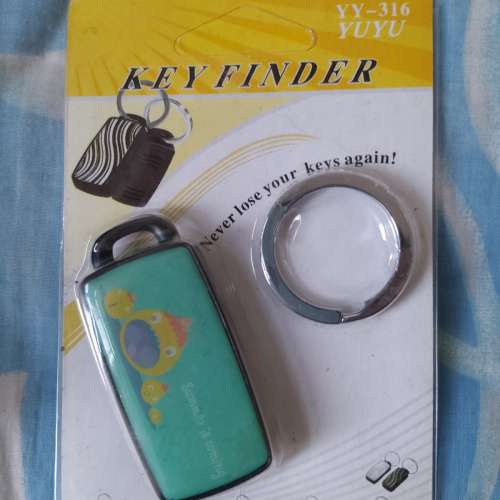 YY-316
YUYU
KEY FINDER
Never lose your keys again!